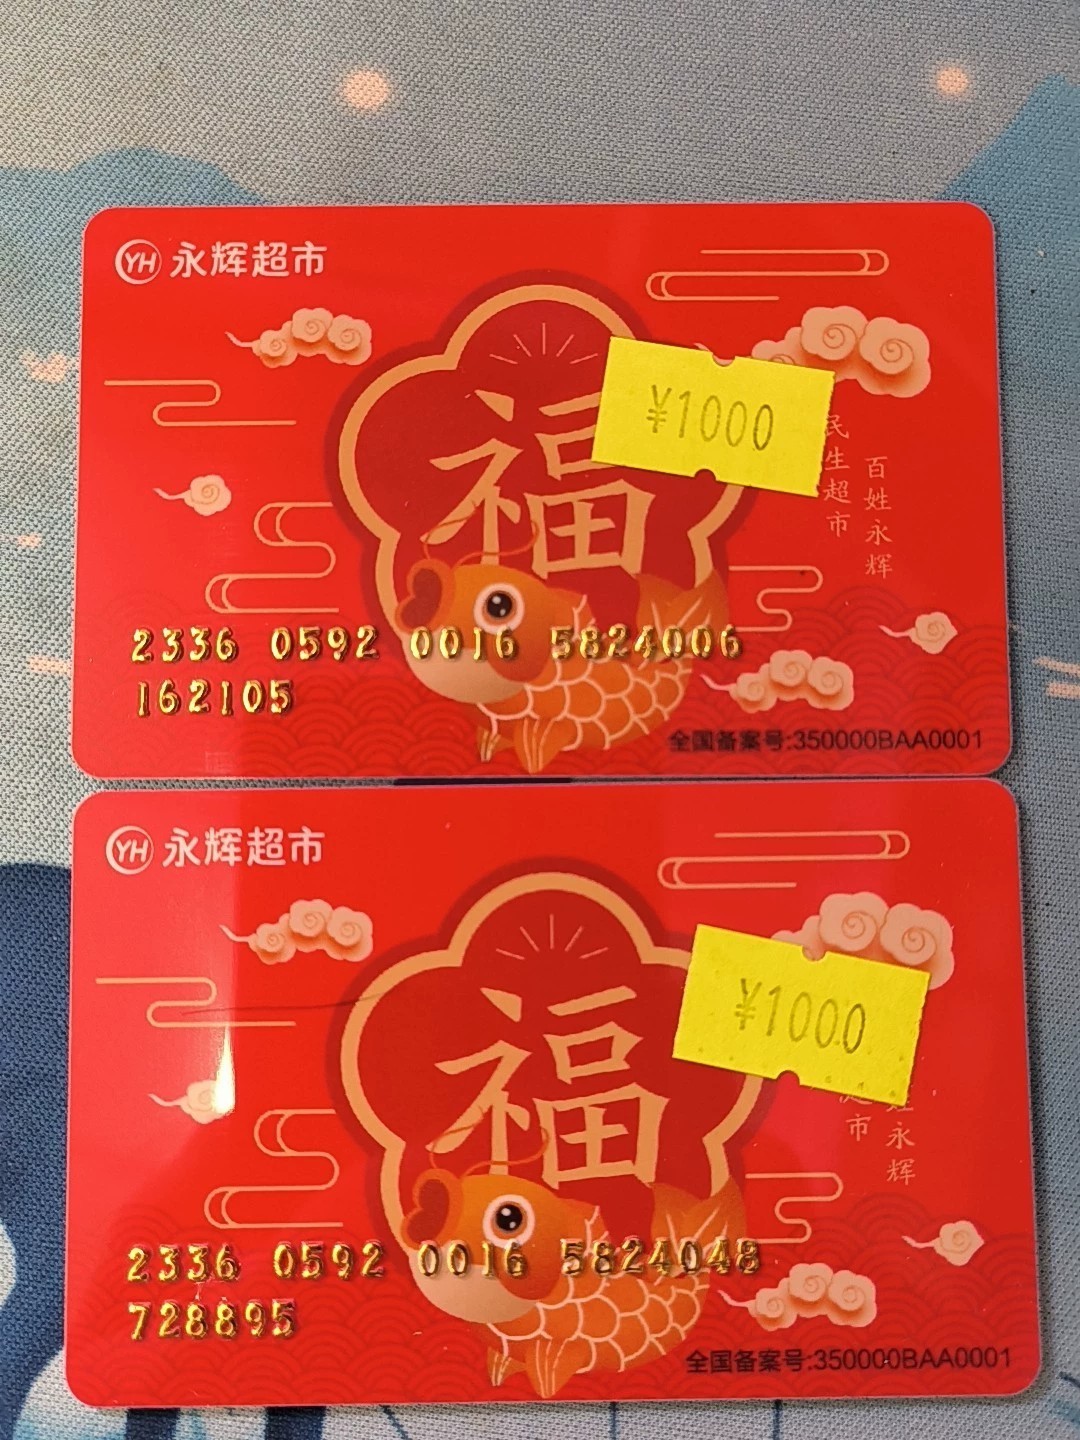 YH 永辉超市
福
¥1000
民生超市
百姓永辉
2336 0592 0016 5824006
162105
全国备案号:350000BAA0001
YH 永辉超市
福
¥1000
超市
姓永辉
2336 0592 0016 5824048
728895
全国备案号:350000BAA0001